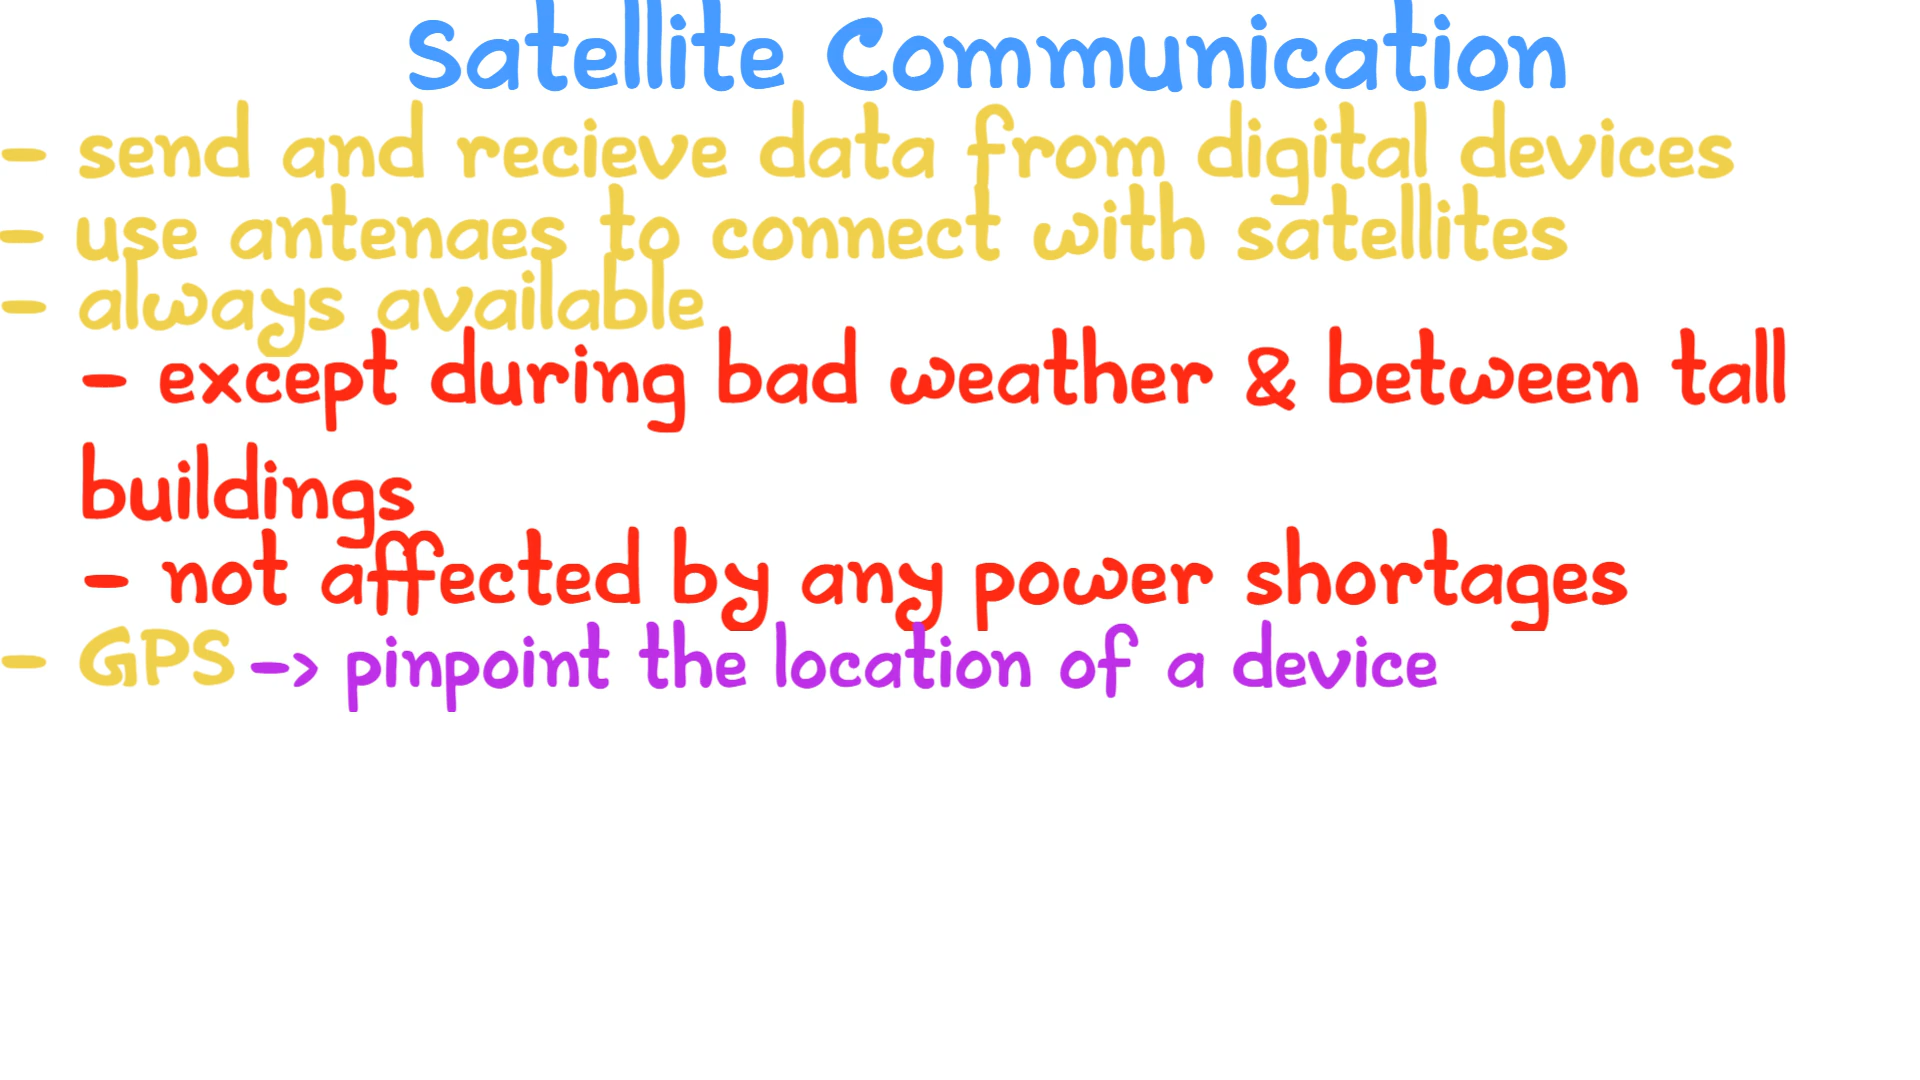 Satellite Communication
- send and recieve data from digital devices
- use antenaes to connect with satellites
- always available
- except during bad weather & between tall
buildings
- not affected by any power shortages
- GPS -> pinpoint the location of a device